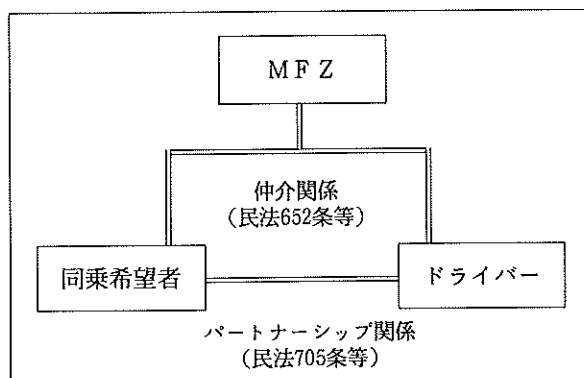 MFZ
仲介関係
(民法652条等)
同乗希望者
ドライバー
パートナーシップ関係
(民法705条等)